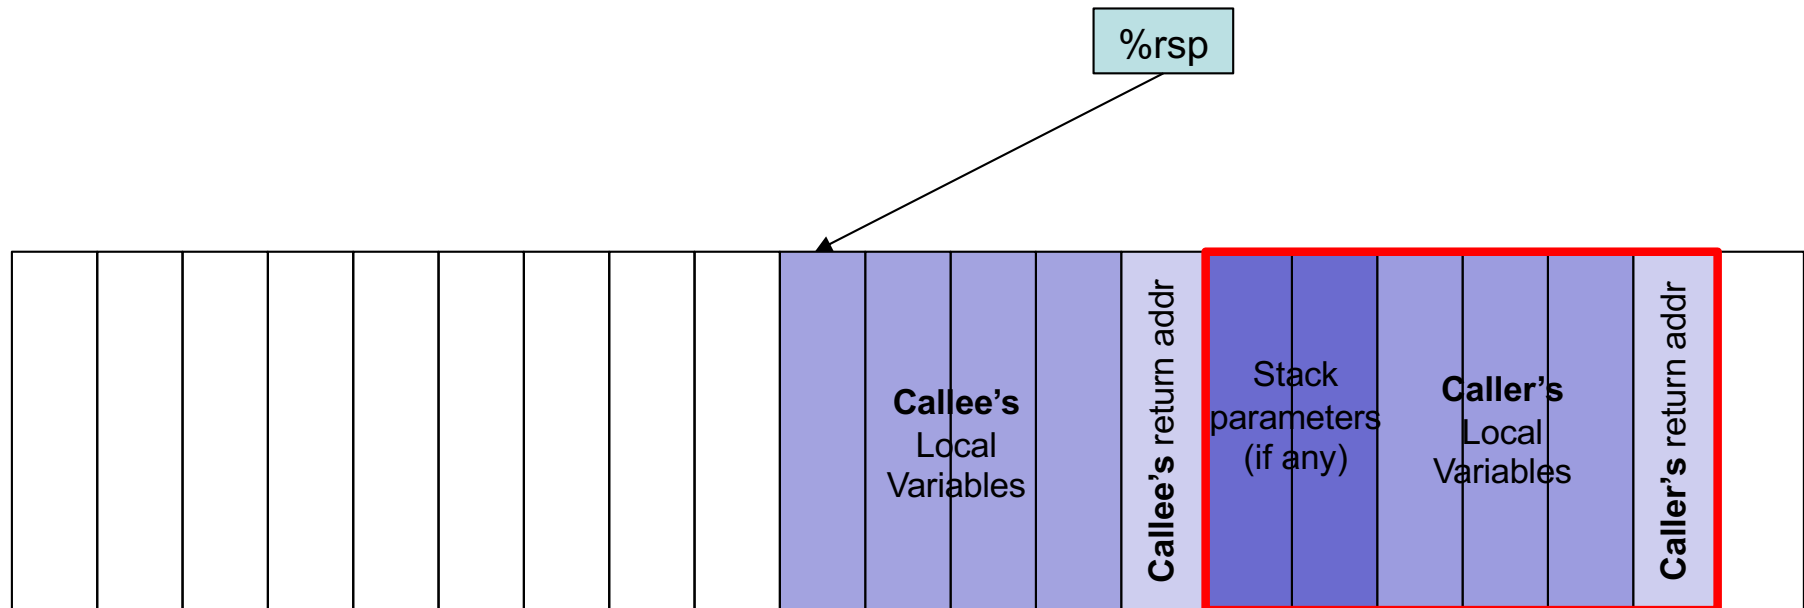 %rsp
Callee’s
Local
Variables
Callee’s return addr
Stack
parameters
(if any)
Caller’s
Local
Variables
Caller’s return addr